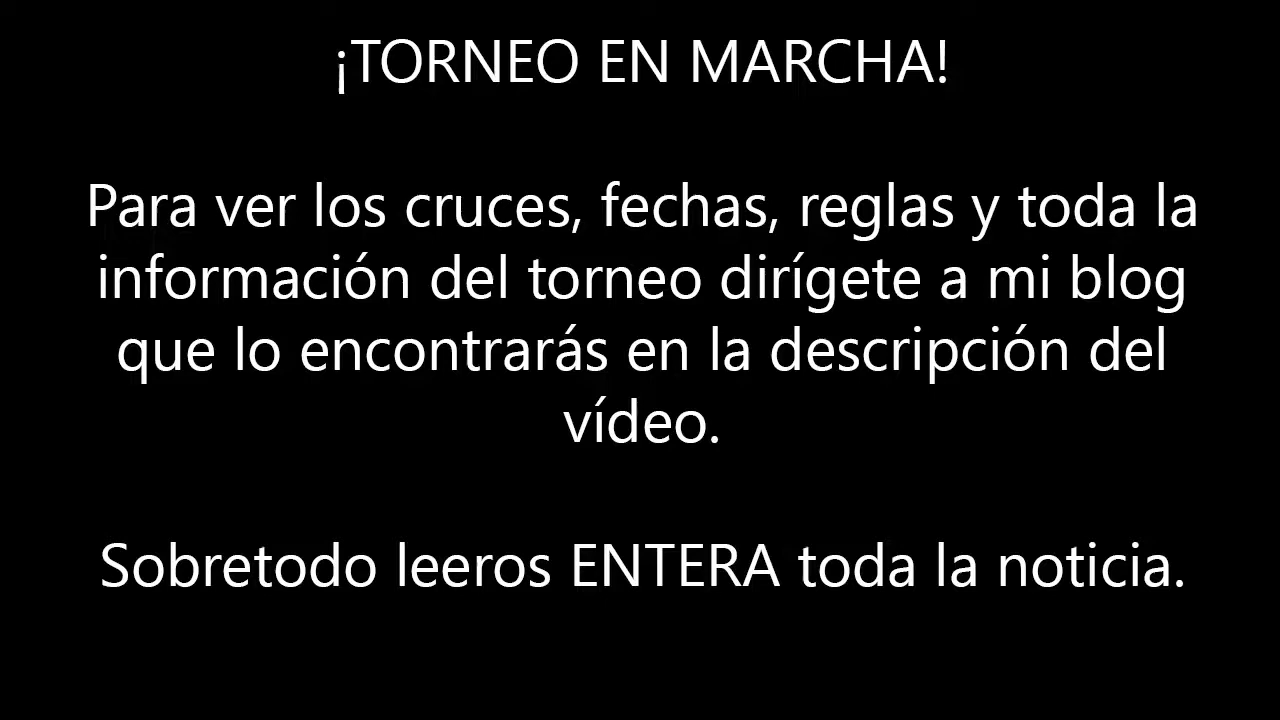 ¡TORNEO EN MARCHA!
Para ver los cruces, fechas, reglas y toda la
información del torneo dirígete a mi blog
que lo encontrarás en la descripción del
vídeo.
Sobretodo leeros ENTERA toda la noticia.